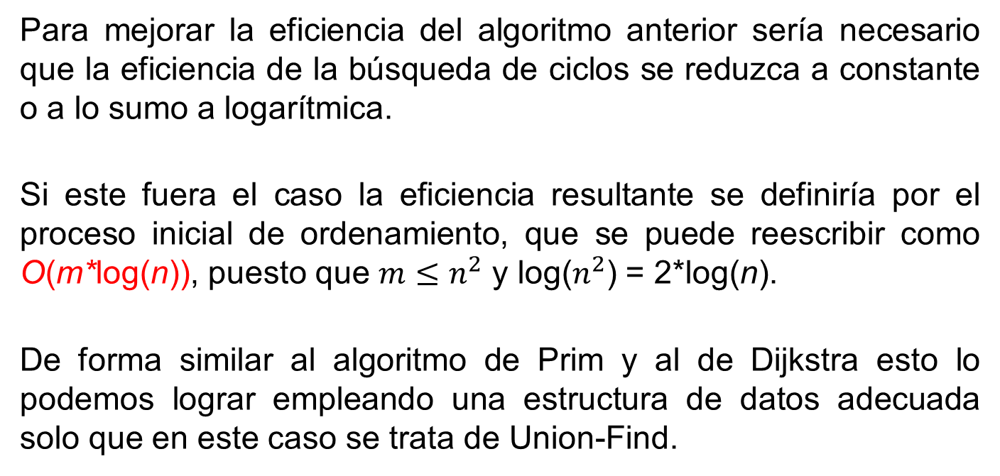 Para mejorar la eficiencia del algoritmo anterior sería necesario
que la eficiencia de la búsqueda de ciclos se reduzca a constante
o a lo sumo a logarítmica.
Si este fuera el caso la eficiencia resultante se definiría por el
proceso inicial de ordenamiento, que se puede reescribir como
O(m*log(n)), puesto que m ≤ n² y log(n²) = 2*log(n).
De forma similar al algoritmo de Prim y al de Dijkstra esto lo
podemos lograr empleando una estructura de datos adecuada
solo que en este caso se trata de Union-Find.